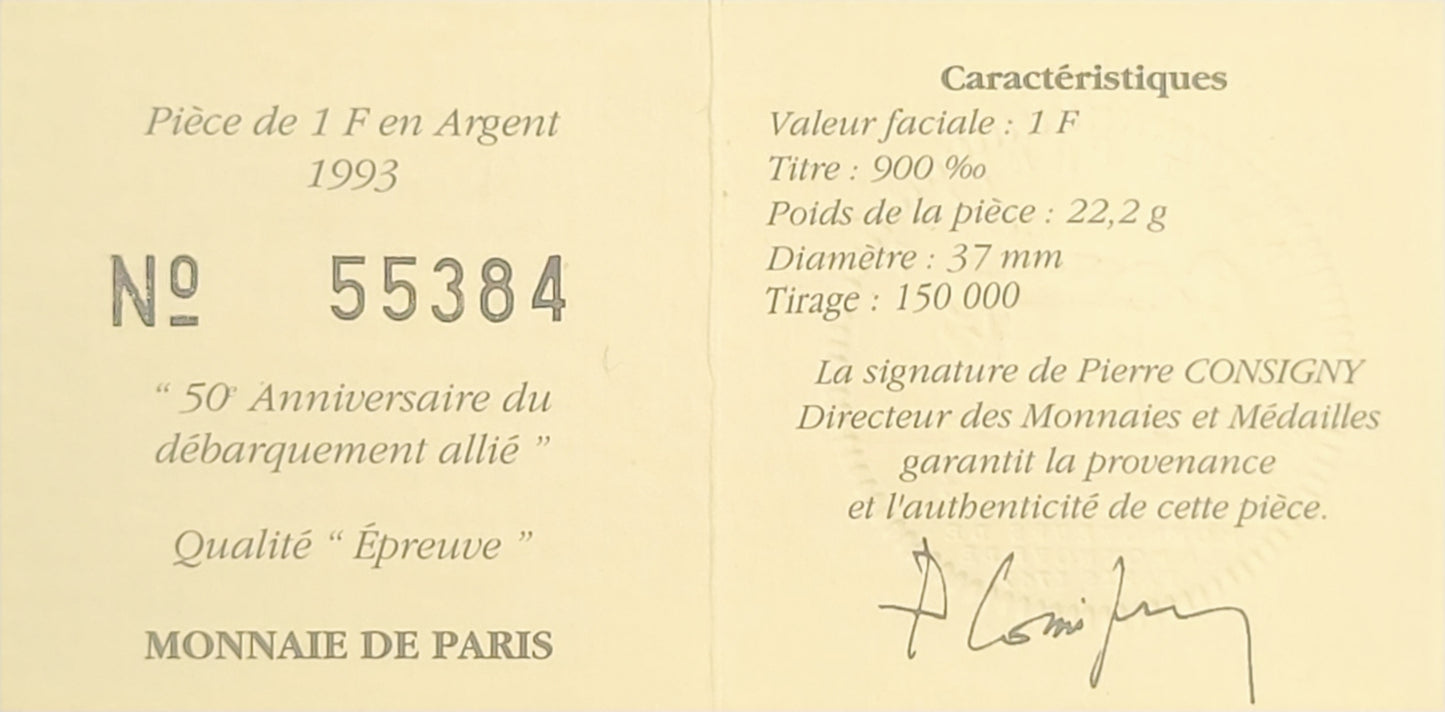 Pièce de 1 F en Argent
1993
Nº 55384
“ 50e Anniversaire du
débarquement allié ”
Qualité “ Épreuve ”
MONNAIE DE PARIS
Caractéristiques
Valeur faciale : 1 F
Titre : 900 ‰
Poids de la pièce : 22,2 g
Diamètre : 37 mm
Tirage : 150 000
La signature de Pierre CONSIGNY
Directeur des Monnaies et Médailles
garantit la provenance
et l'authenticité de cette pièce.